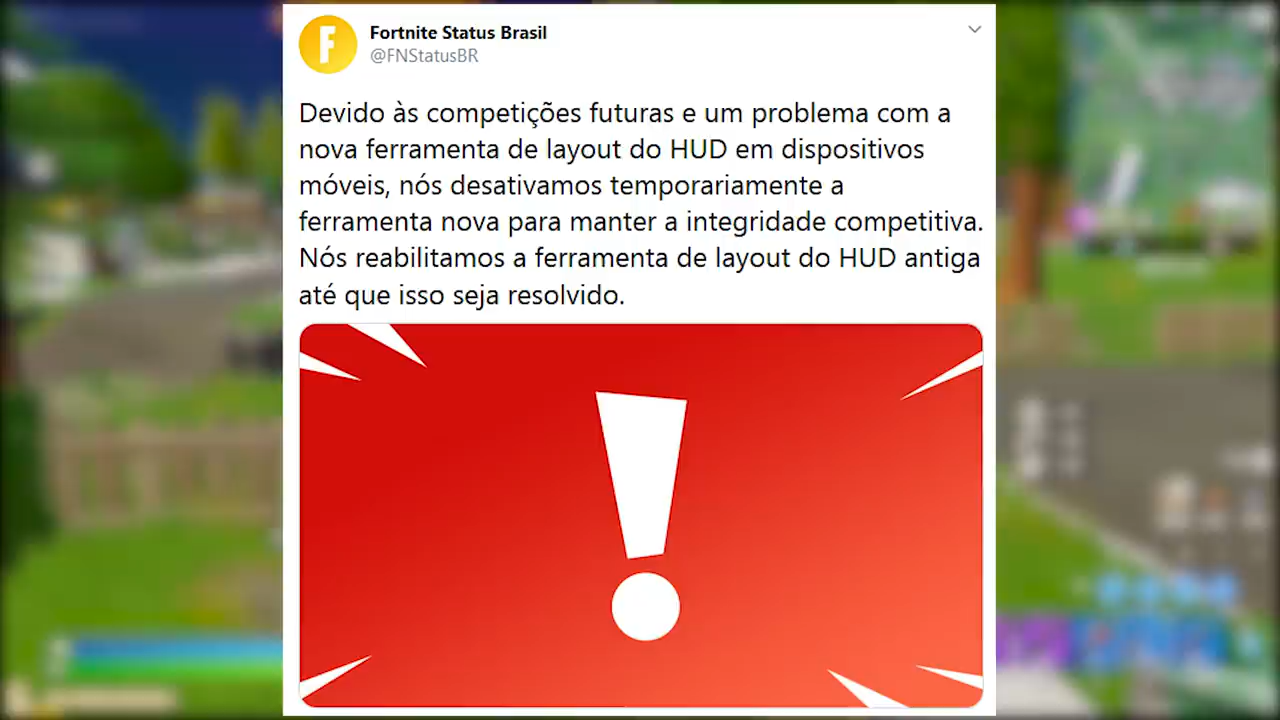 Fortnite Status Brasil
@FNStatusBR
Devido às competições futuras e um problema com a
nova ferramenta de layout do HUD em dispositivos
móveis, nós desativamos temporariamente a
ferramenta nova para manter a integridade competitiva.
Nós reabilitamos a ferramenta de layout do HUD antiga
até que isso seja resolvido.
!